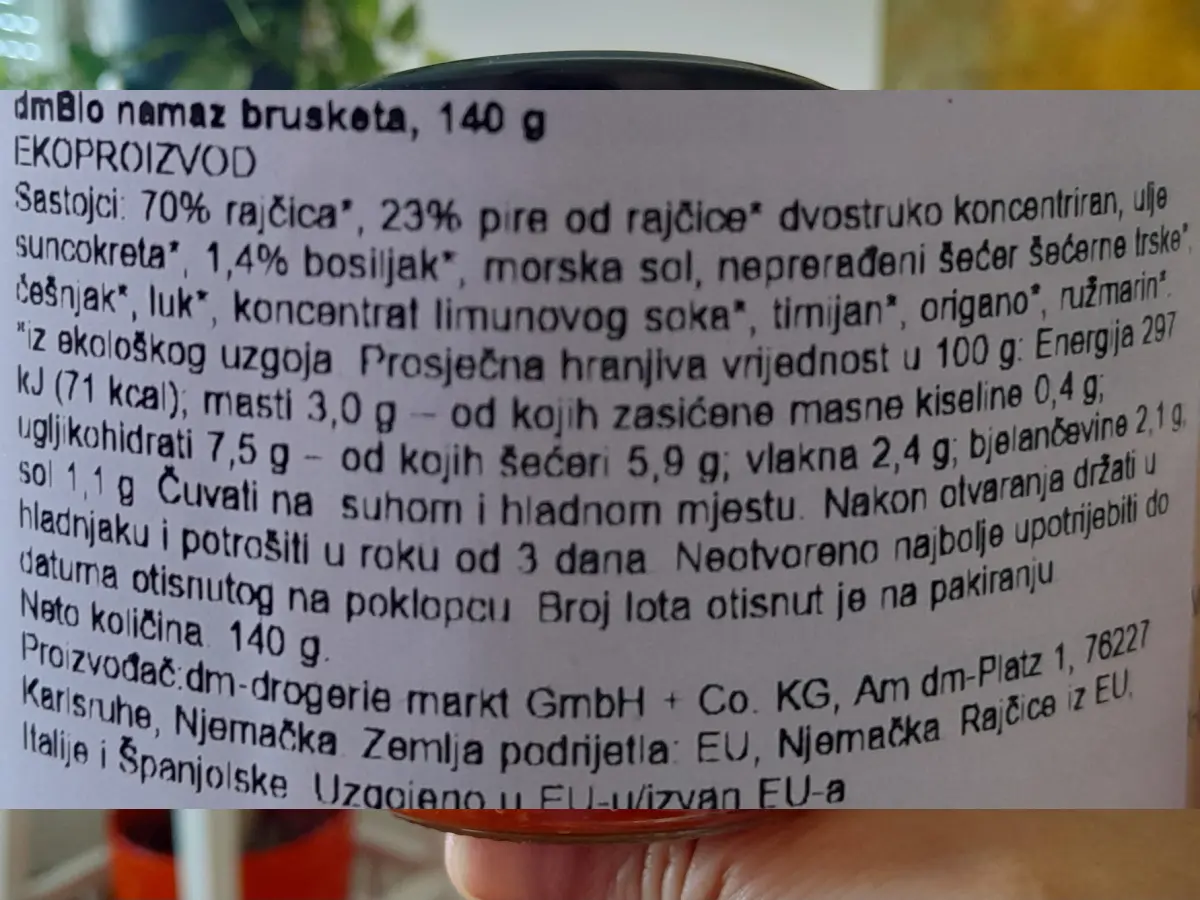 dmBio namaz brusketa, 140 g
EKOPROIZVOD
Sastojci: 70% rajčica*, 23% pire od rajčice* dvostruko koncentriran, ulje
suncokreta*, 1,4% bosiljak*, morska sol, neprerađeni šećer šećerne trske*,
češnjak*, luk*, koncentrat limunovog soka*, timijan*, origano*, ružmarin*.
*iz ekološkog uzgoja. Prosječna hranjiva vrijednost u 100 g: Energija 297
kJ (71 kcal); masti 3,0 g – od kojih zasićene masne kiseline 0,4 g;
ugljikohidrati 7,5 g – od kojih šećeri 5,9 g; vlakna 2,4 g; bjelančevine 2,1 g;
sol 1,1 g. Čuvati na suhom i hladnom mjestu. Nakon otvaranja držati u
hladnjaku i potrošiti u roku od 3 dana. Neotvoreno najbolje upotrijebiti do
datuma otisnutog na poklopcu. Broj lota otisnut je na pakiranju.
Neto količina: 140 g.
Proizvođač:dm-drogerie markt GmbH + Co. KG, Am dm-Platz 1, 76227
Karlsruhe, Njemačka. Zemlja podrijetla: EU, Njemačka. Rajčice iz EU,
Italije i Španjolske. Uzgojeno u EU-u/izvan EU-a